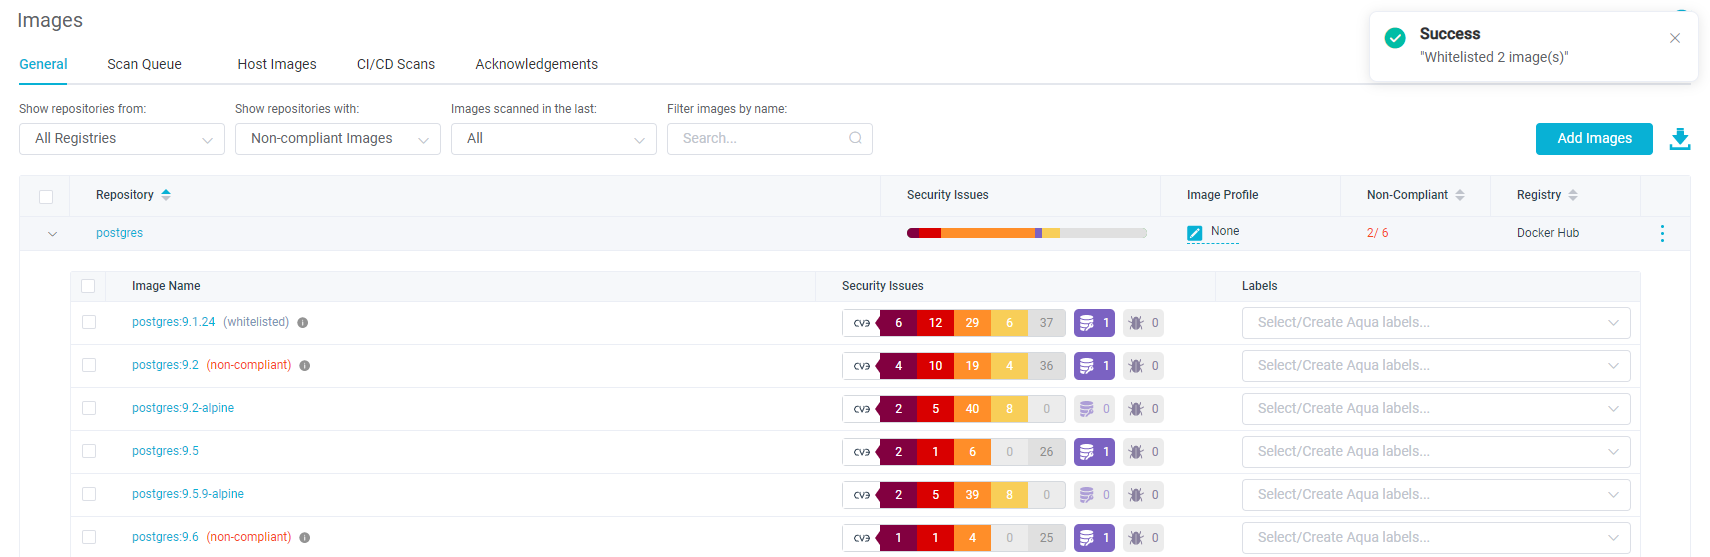 Images
Success
"Whitelisted 2 image(s)"
General Scan Queue Host Images CI/CD Scans Acknowledgements
Show repositories from: Show repositories with: Images scanned in the last: Filter images by name:
All Registries Non-compliant Images All Search... Add Images
Repository Security Issues Image Profile Non-Compliant Registry
postgres None 2/ 6 Docker Hub
Image Name Security Issues Labels
postgres:9.1.24 (whitelisted) CVE 6 12 29 6 37 1 0 Select/Create Aqua labels...
postgres:9.2 (non-compliant) CVE 4 10 19 4 36 1 0 Select/Create Aqua labels...
postgres:9.2-alpine CVE 2 5 40 8 0 0 0 Select/Create Aqua labels...
postgres:9.5 CVE 2 1 6 0 26 1 0 Select/Create Aqua labels...
postgres:9.5.9-alpine CVE 2 5 39 8 0 0 0 Select/Create Aqua labels...
postgres:9.6 (non-compliant) CVE 1 1 4 0 25 1 0 Select/Create Aqua labels...